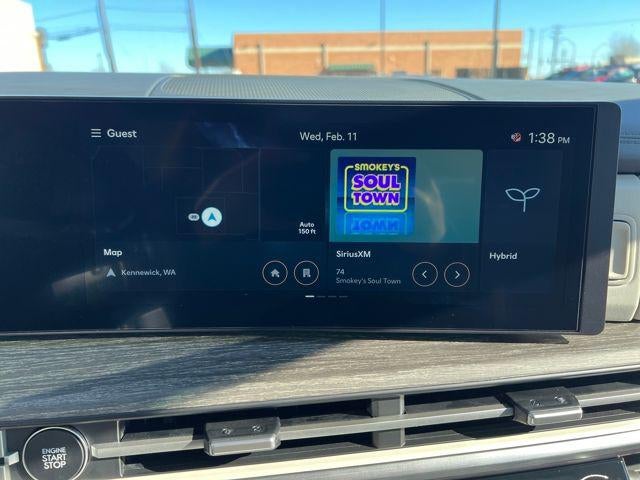 Guest
Wed, Feb. 11
1:38 PM
SMOKEY'S
SOUL
TOWN
Auto
150 ft
Map
Kennewick, WA
SiriusXM
74
Smokey's Soul Town
Hybrid
ENGINE
START
STOP